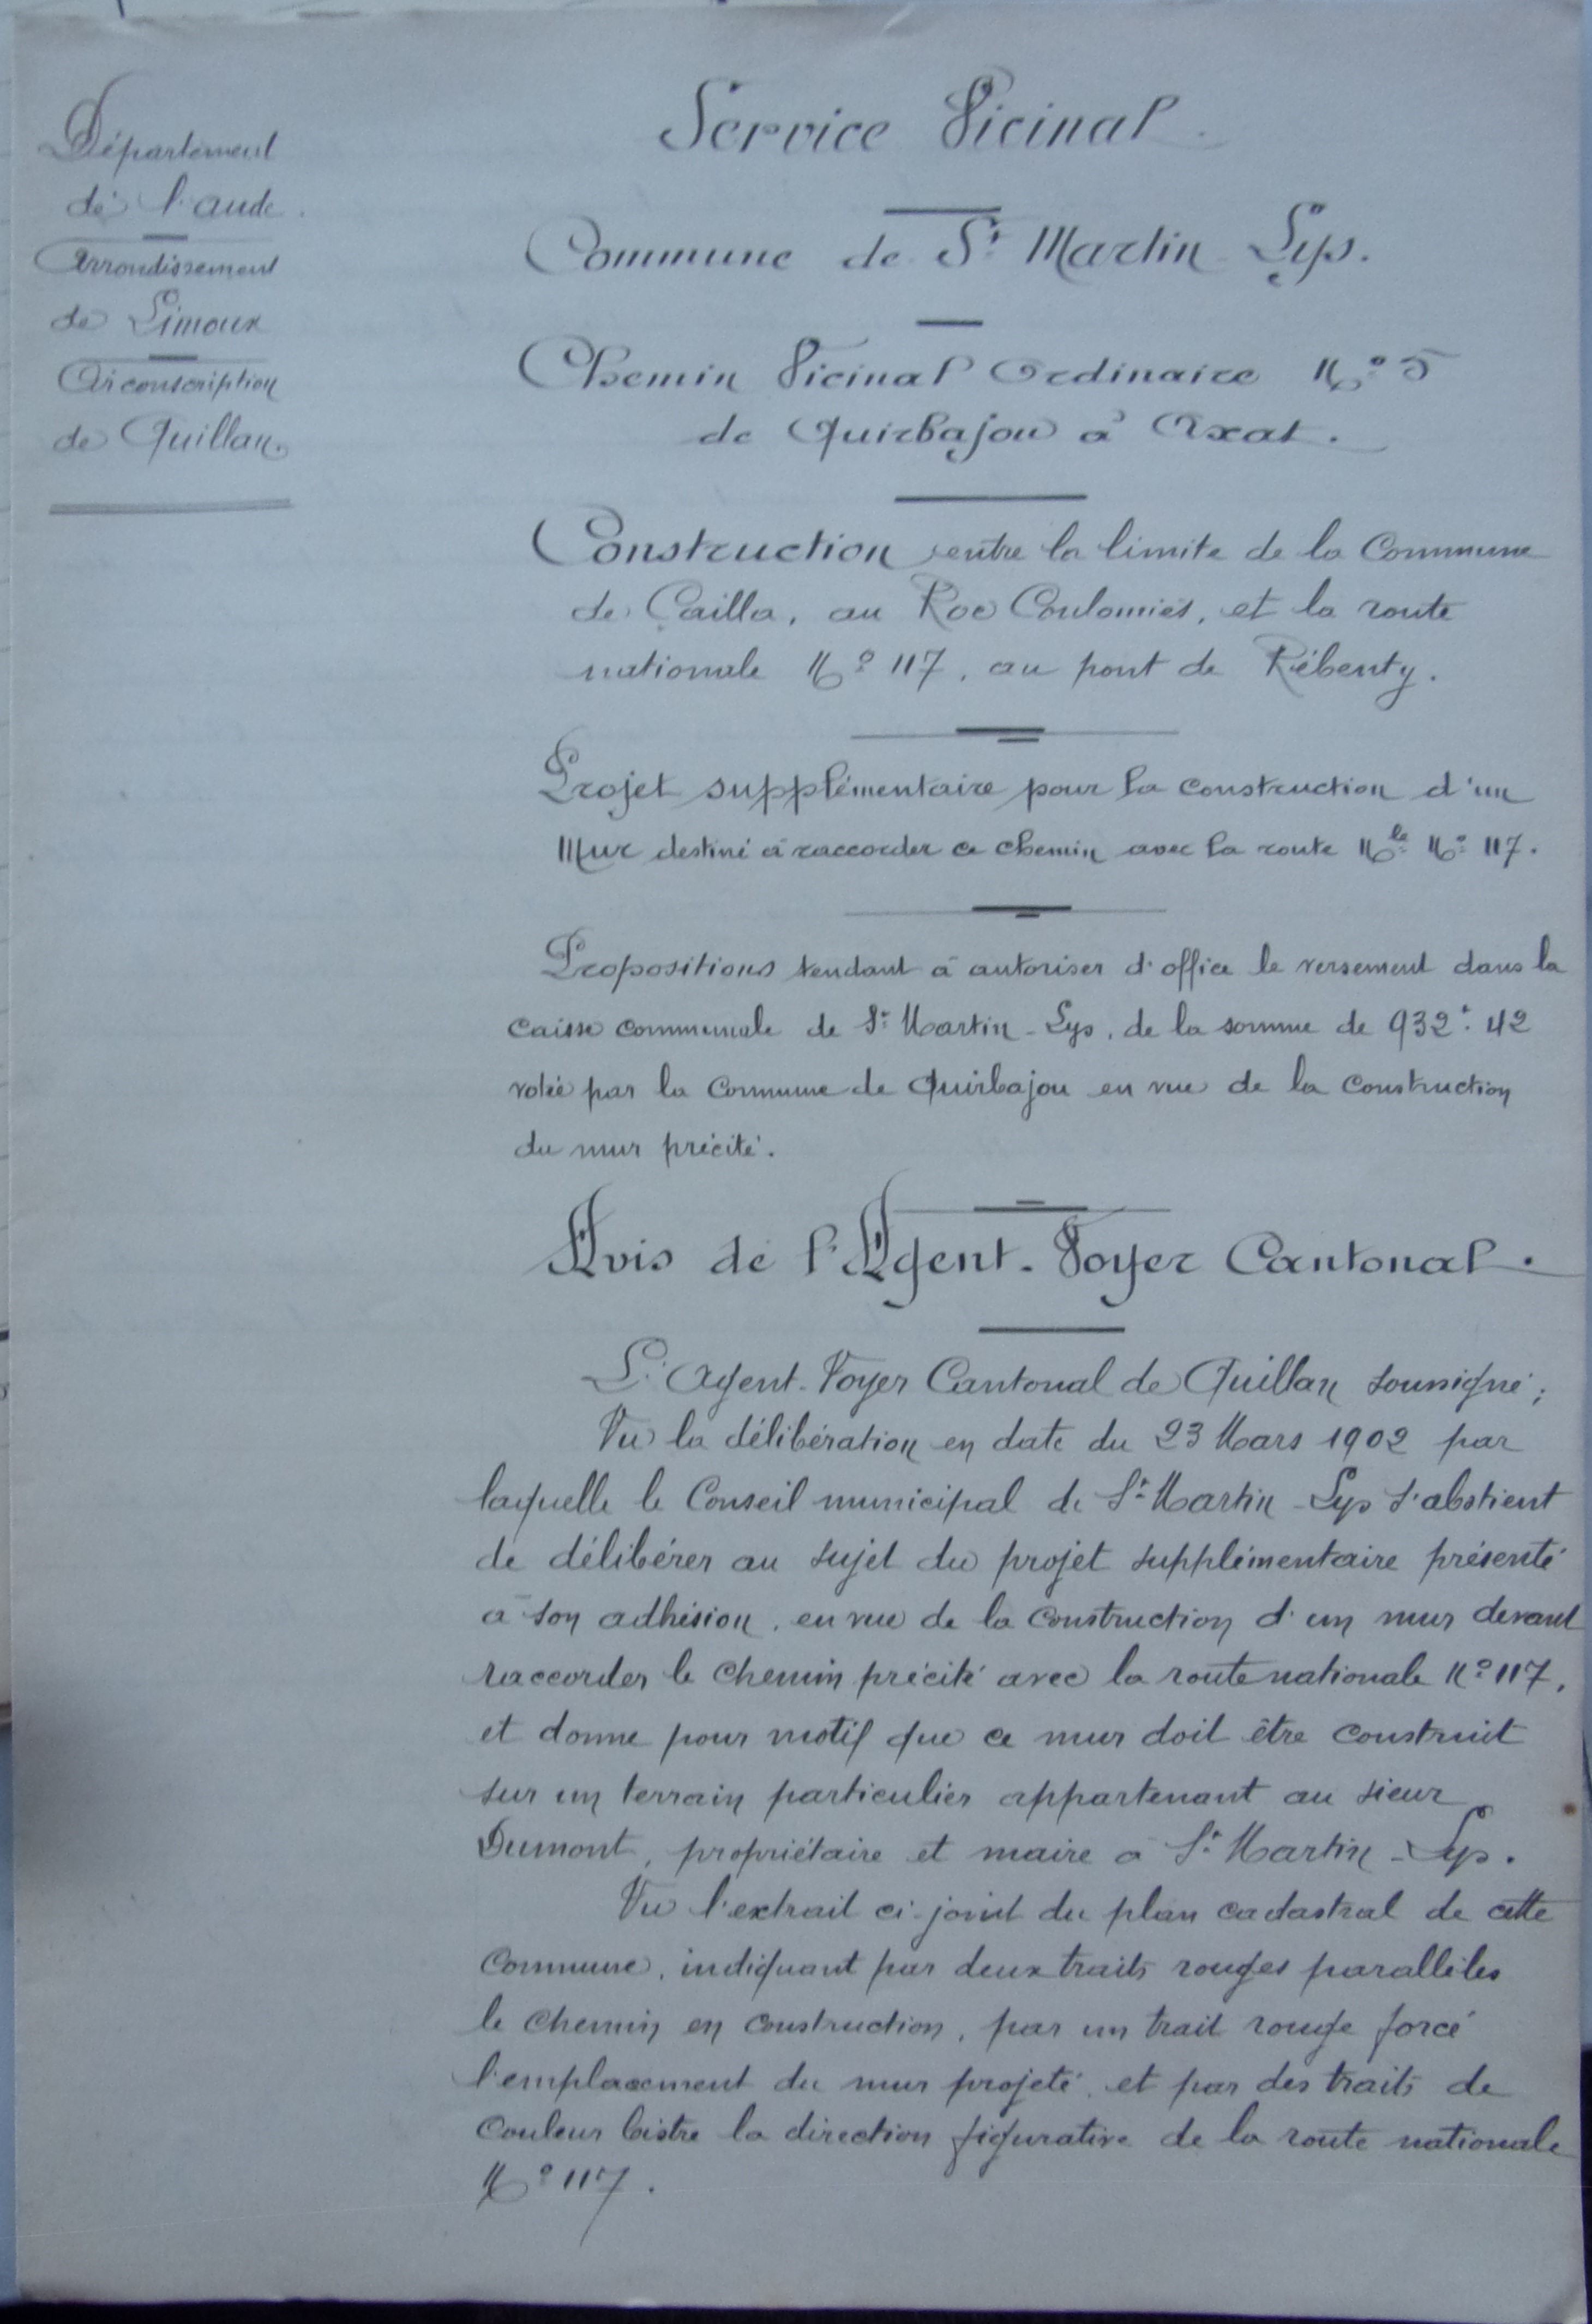 Département
de l'aude.
Arrondissement
de Limoux
Circonscription
de Quillan.
Service Vicinal.
Commune de St Martin Lys.
Chemin Vicinal Ordinaire No 5
de Quirbajou à Axat.
Construction entre la limite de la Commune
de Cailla, au Roc Coulomiès, et la route
nationale No 117, au pont de Rébenty.
Projet supplémentaire pour la construction d'un
Mur destiné à raccorder ce chemin avec la route Nle No 117.
Propositions tendant à autoriser d'office le versement dans la
caisse communale de St Martin-Lys, de la somme de 932f.42
votée par la Commune de Quirbajou en vue de la construction
du mur précité.
Avis de l'Agent-Voyer Cantonal.
L'Agent-Voyer Cantonal de Quillan soussigné;
Vu la délibération en date du 23 Mars 1902 par
laquelle le Conseil municipal de St Martin-Lys s'abstient
de délibérer au sujet du projet supplémentaire présenté
à son adhésion, en vue de la construction d'un mur devant
raccorder le chemin précité avec la route nationale No 117,
et donne pour motif que ce mur doit être construit
sur un terrain particulier appartenant au sieur
Dumont, propriétaire et maire à St Martin-Lys.
Vu l'extrait ci-joint du plan cadastral de cette
Commune, indiquant par deux traits rouges parallèles
le chemin en construction, par un trait rouge forcé
l'emplacement du mur projeté, et par des traits de
couleur bistre la direction figurative de la route nationale
No 117.